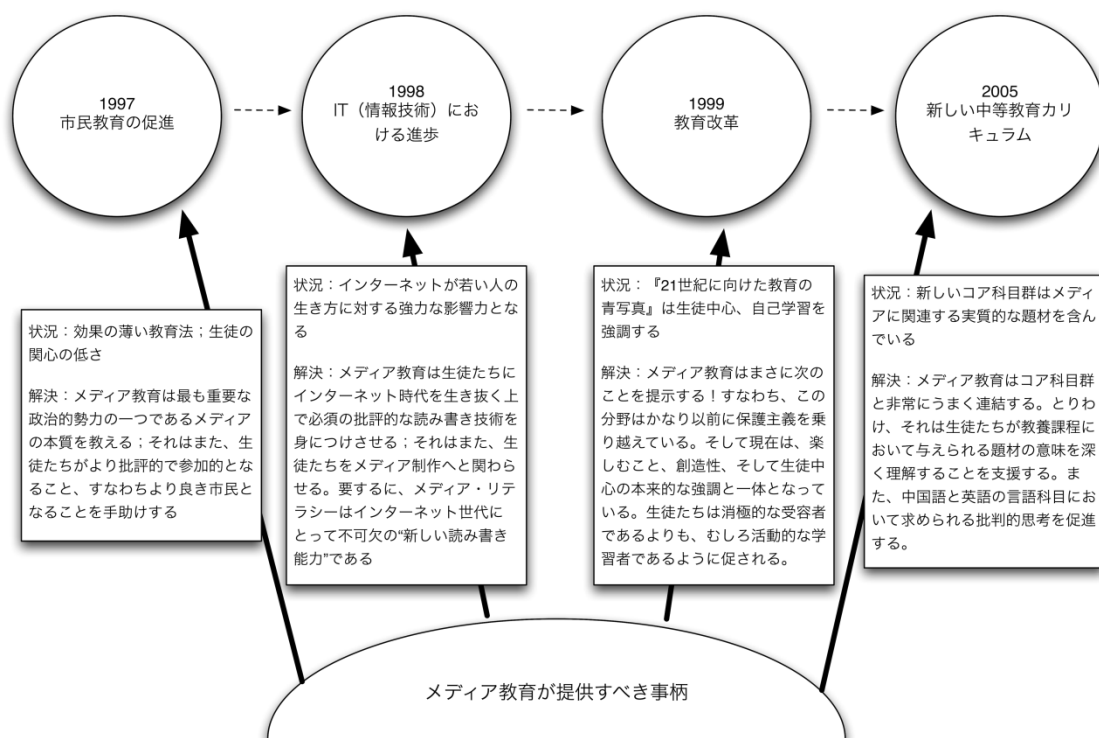 1997
市民教育の促進
1998
IT(情報技術)にお
ける進歩
1999
教育改革
2005
新しい中等教育カリ
キュラム
状況:効果の薄い教育法;生徒の
関心の低さ
解決:メディア教育は最も重要な
政治的勢力の一つであるメディア
の本質を教える;それはまた、生
徒たちがより批評的で参加的とな
ること、すなわちより良き市民と
なることを手助けする
状況:インターネットが若い人の
生き方に対する強力な影響力とな
る
解決:メディア教育は生徒たちに
インターネット時代を生き抜く上
で必須の批評的な読み書き技術を
身につけさせる;それはまた、生
徒たちをメディア制作へと関わら
せる。要するに、メディア・リテ
ラシーはインターネット世代に
とって不可欠の“新しい読み書き
能力”である
状況:『21世紀に向けた教育の
青写真』は生徒中心、自己学習を
強調する
解決:メディア教育はまさに次の
ことを提示する!すなわち、この
分野はかなり以前に保護主義を乗
り越えている。そして現在は、楽
しむこと、創造性、そして生徒中
心の本来的な強調と一体となって
いる。生徒たちは消極的な受容者
であるよりも、むしろ活動的な学
習者であるように促される。
状況:新しいコア科目群はメディ
アに関連する実質的な題材を含ん
でいる
解決:メディア教育はコア科目群
と非常にうまく連結する。とりわ
け、それは生徒たちが教養課程に
おいて与えられる題材の意味を深
く理解することを支援する。ま
た、中国語と英語の言語科目にお
いて求められる批判的思考を促進
する。
メディア教育が提供すべき事柄